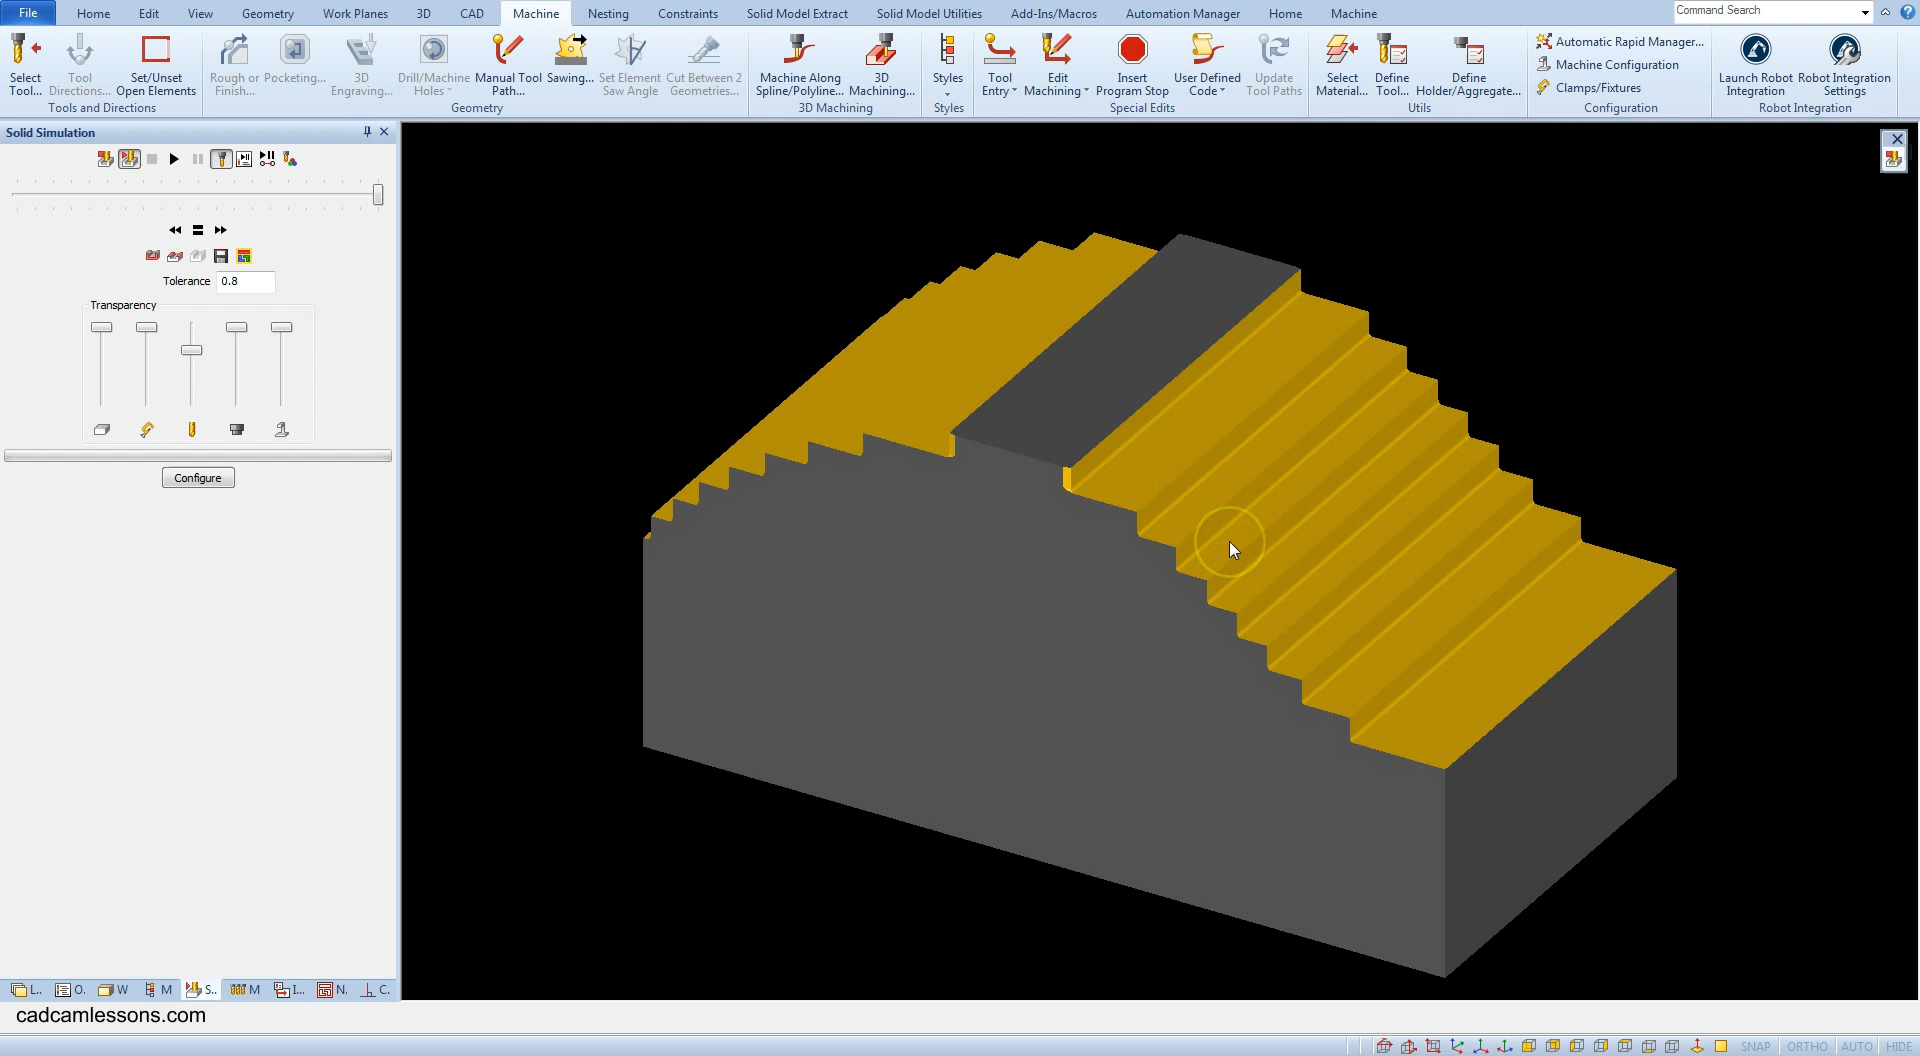 File Home Edit View Geometry Work Planes 3D CAD Machine Nesting Constraints Solid Model Extract Solid Model Utilities Add-Ins/Macros Automation Manager Home Machine Command Search
Select Tool...
Tool Directions...
Set/Unset Open Elements
Tools and Directions
Rough or Finish...
Pocketing...
3D Engraving...
Drill/Machine Holes
Manual Tool Path...
Sawing...
Set Element Saw Angle
Cut Between 2 Geometries...
Geometry
Machine Along Spline/Polyline...
3D Machining...
3D Machining
Styles
Styles
Tool Entry
Edit Machining
Insert Program Stop
User Defined Code
Update Tool Paths
Special Edits
Select Material...
Define Tool...
Define Holder/Aggregate...
Utils
Automatic Rapid Manager...
Machine Configuration
Clamps/Fixtures
Configuration
Launch Robot Integration
Robot Integration Settings
Robot Integration
Solid Simulation
Tolerance 0.8
Transparency
Configure
L.. O. W M S.. M I... N. C.
cadcamlessons.com
SNAP ORTHO AUTO HIDE